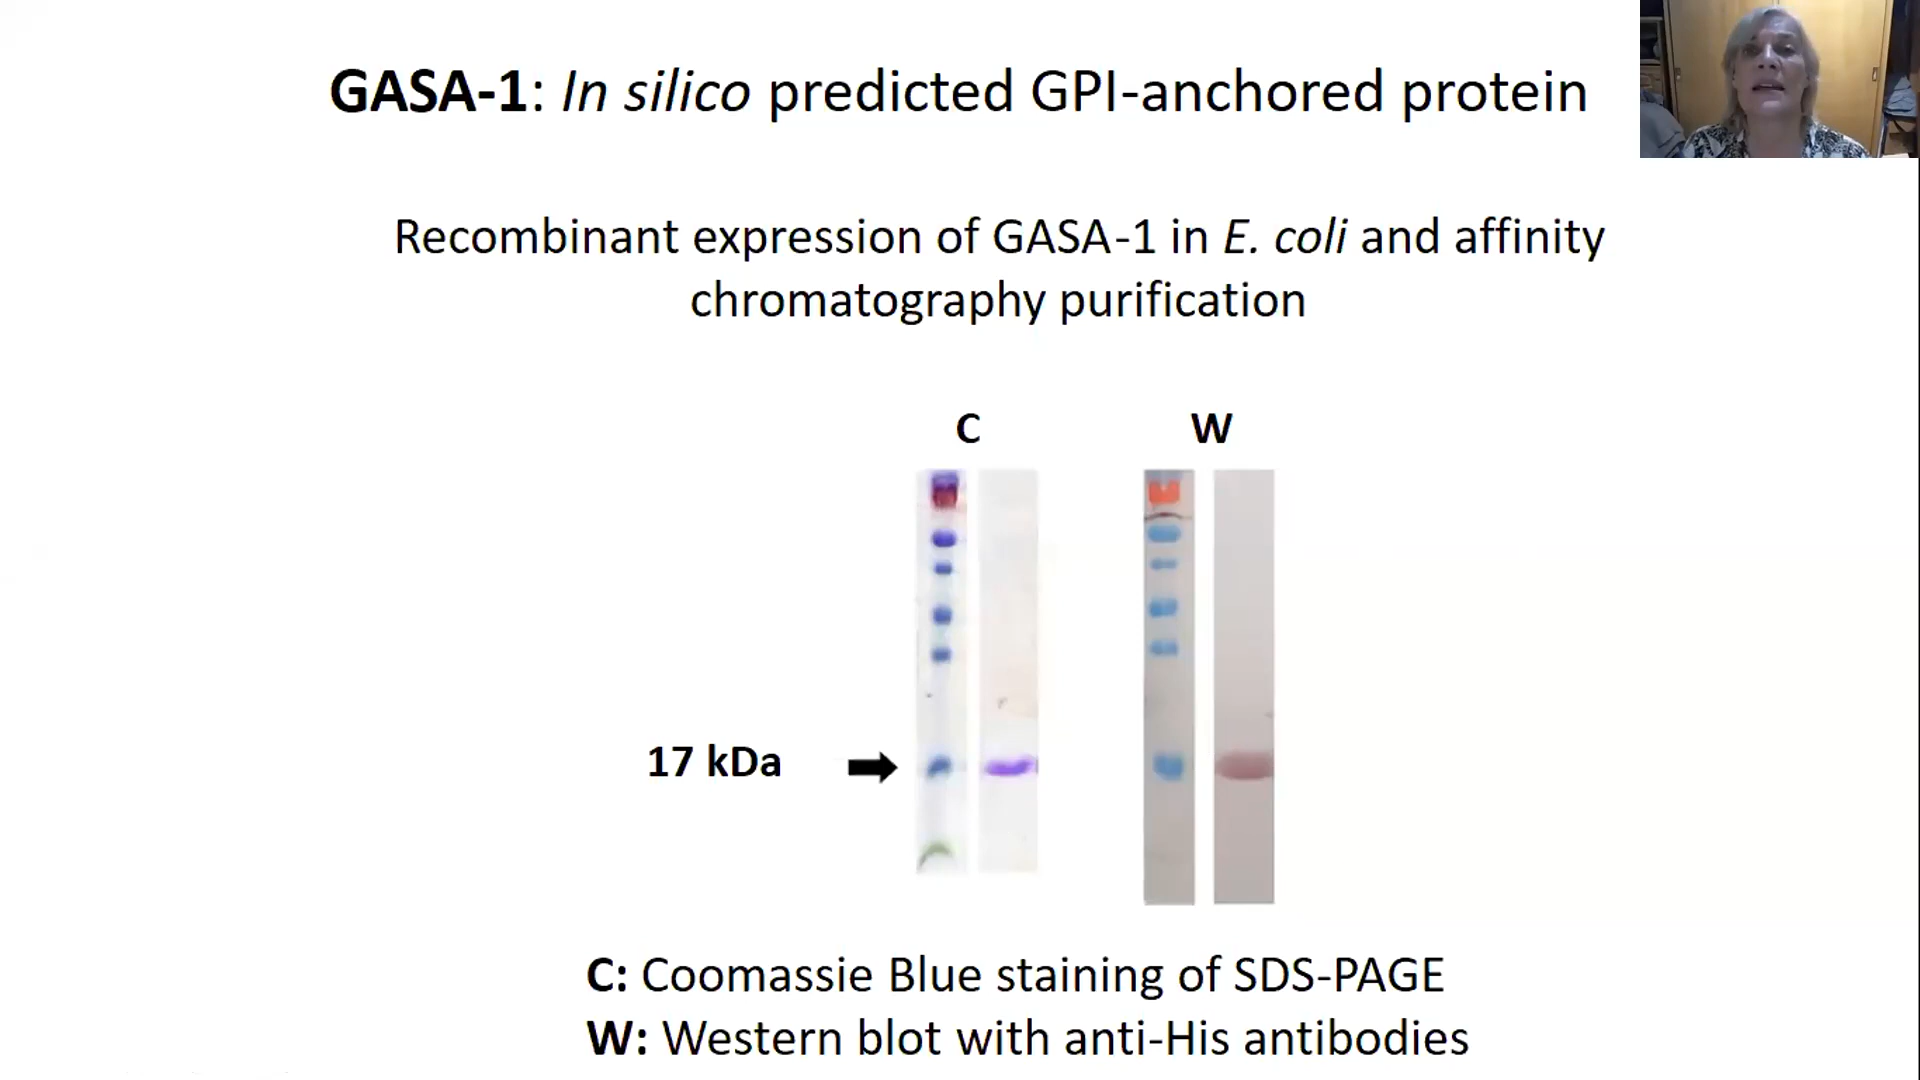 GASA-1: In silico predicted GPI-anchored protein
Recombinant expression of GASA-1 in E. coli and affinity
chromatography purification
C W
17 kDa
C: Coomassie Blue staining of SDS-PAGE
W: Western blot with anti-His antibodies